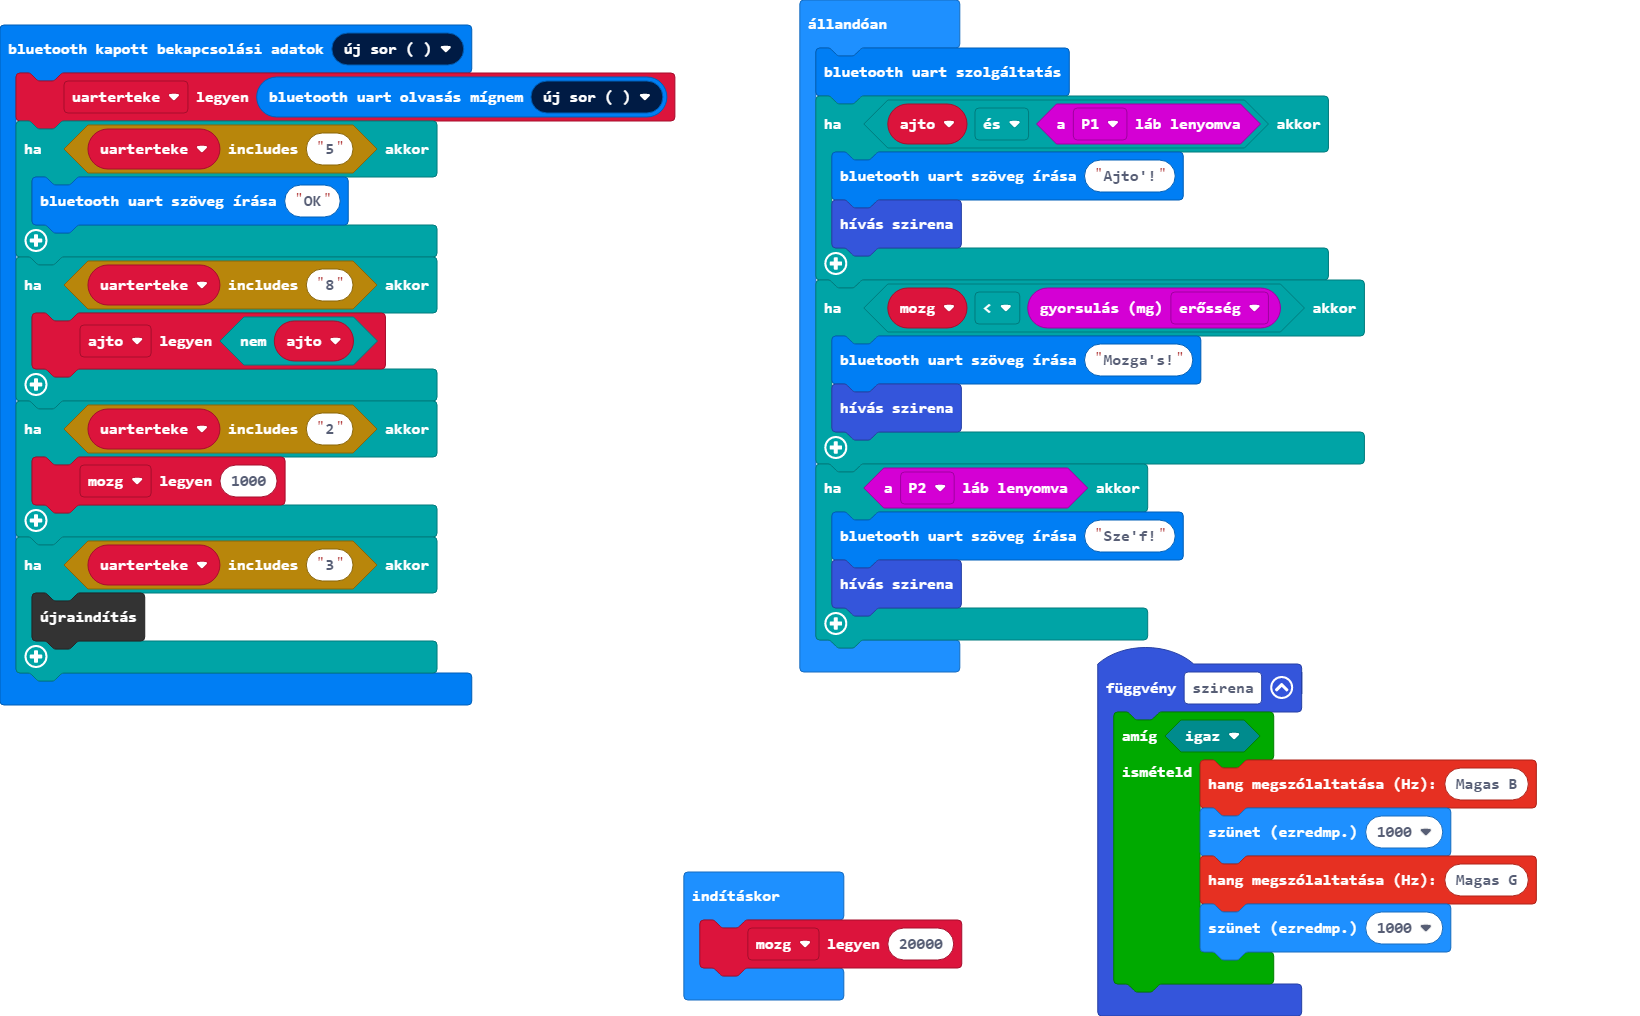 bluetooth kapott bekapcsolási adatok új sor ( )
uarterteke legyen bluetooth uart olvasás mígnem új sor ( )
ha uarterteke includes "5" akkor
bluetooth uart szöveg írása "OK"
ha uarterteke includes "8" akkor
ajto legyen nem ajto
ha uarterteke includes "2" akkor
mozg legyen 1000
ha uarterteke includes "3" akkor
újraindítás
állandóan
bluetooth uart szolgáltatás
ha ajto és a P1 láb lenyomva akkor
bluetooth uart szöveg írása "Ajto'!"
hívás szirena
ha mozg < gyorsulás (mg) erősség akkor
bluetooth uart szöveg írása "Mozga's!"
hívás szirena
ha a P2 láb lenyomva akkor
bluetooth uart szöveg írása "Sze'f!"
hívás szirena
függvény szirena
amíg igaz
ismételd
hang megszólaltatása (Hz): Magas B
szünet (ezredmp.) 1000
hang megszólaltatása (Hz): Magas G
szünet (ezredmp.) 1000
indításkor
mozg legyen 20000